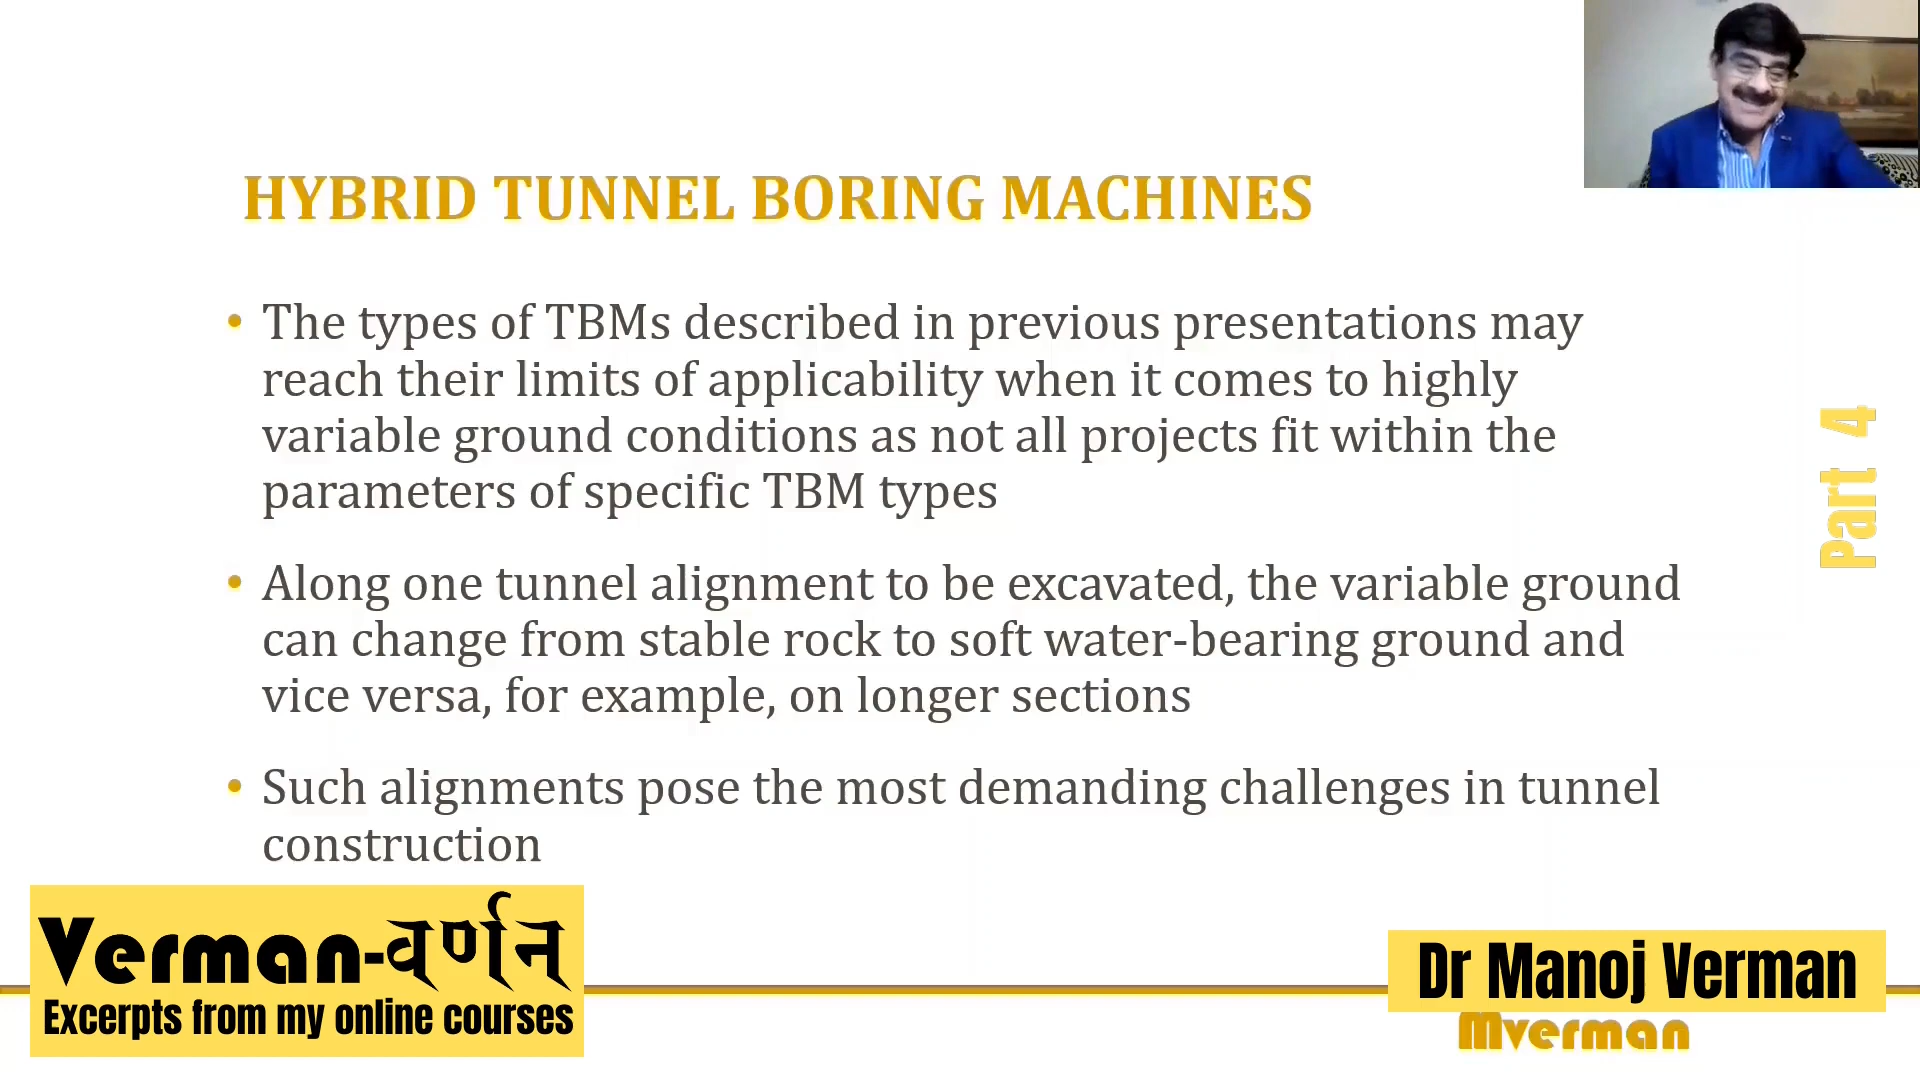 HYBRID TUNNEL BORING MACHINES
• The types of TBMs described in previous presentations may
reach their limits of applicability when it comes to highly
variable ground conditions as not all projects fit within the
parameters of specific TBM types
• Along one tunnel alignment to be excavated, the variable ground
can change from stable rock to soft water-bearing ground and
vice versa, for example, on longer sections
• Such alignments pose the most demanding challenges in tunnel
construction
Part 4
Verman-वर्णन
Excerpts from my online courses
Dr Manoj Verman
Mverman